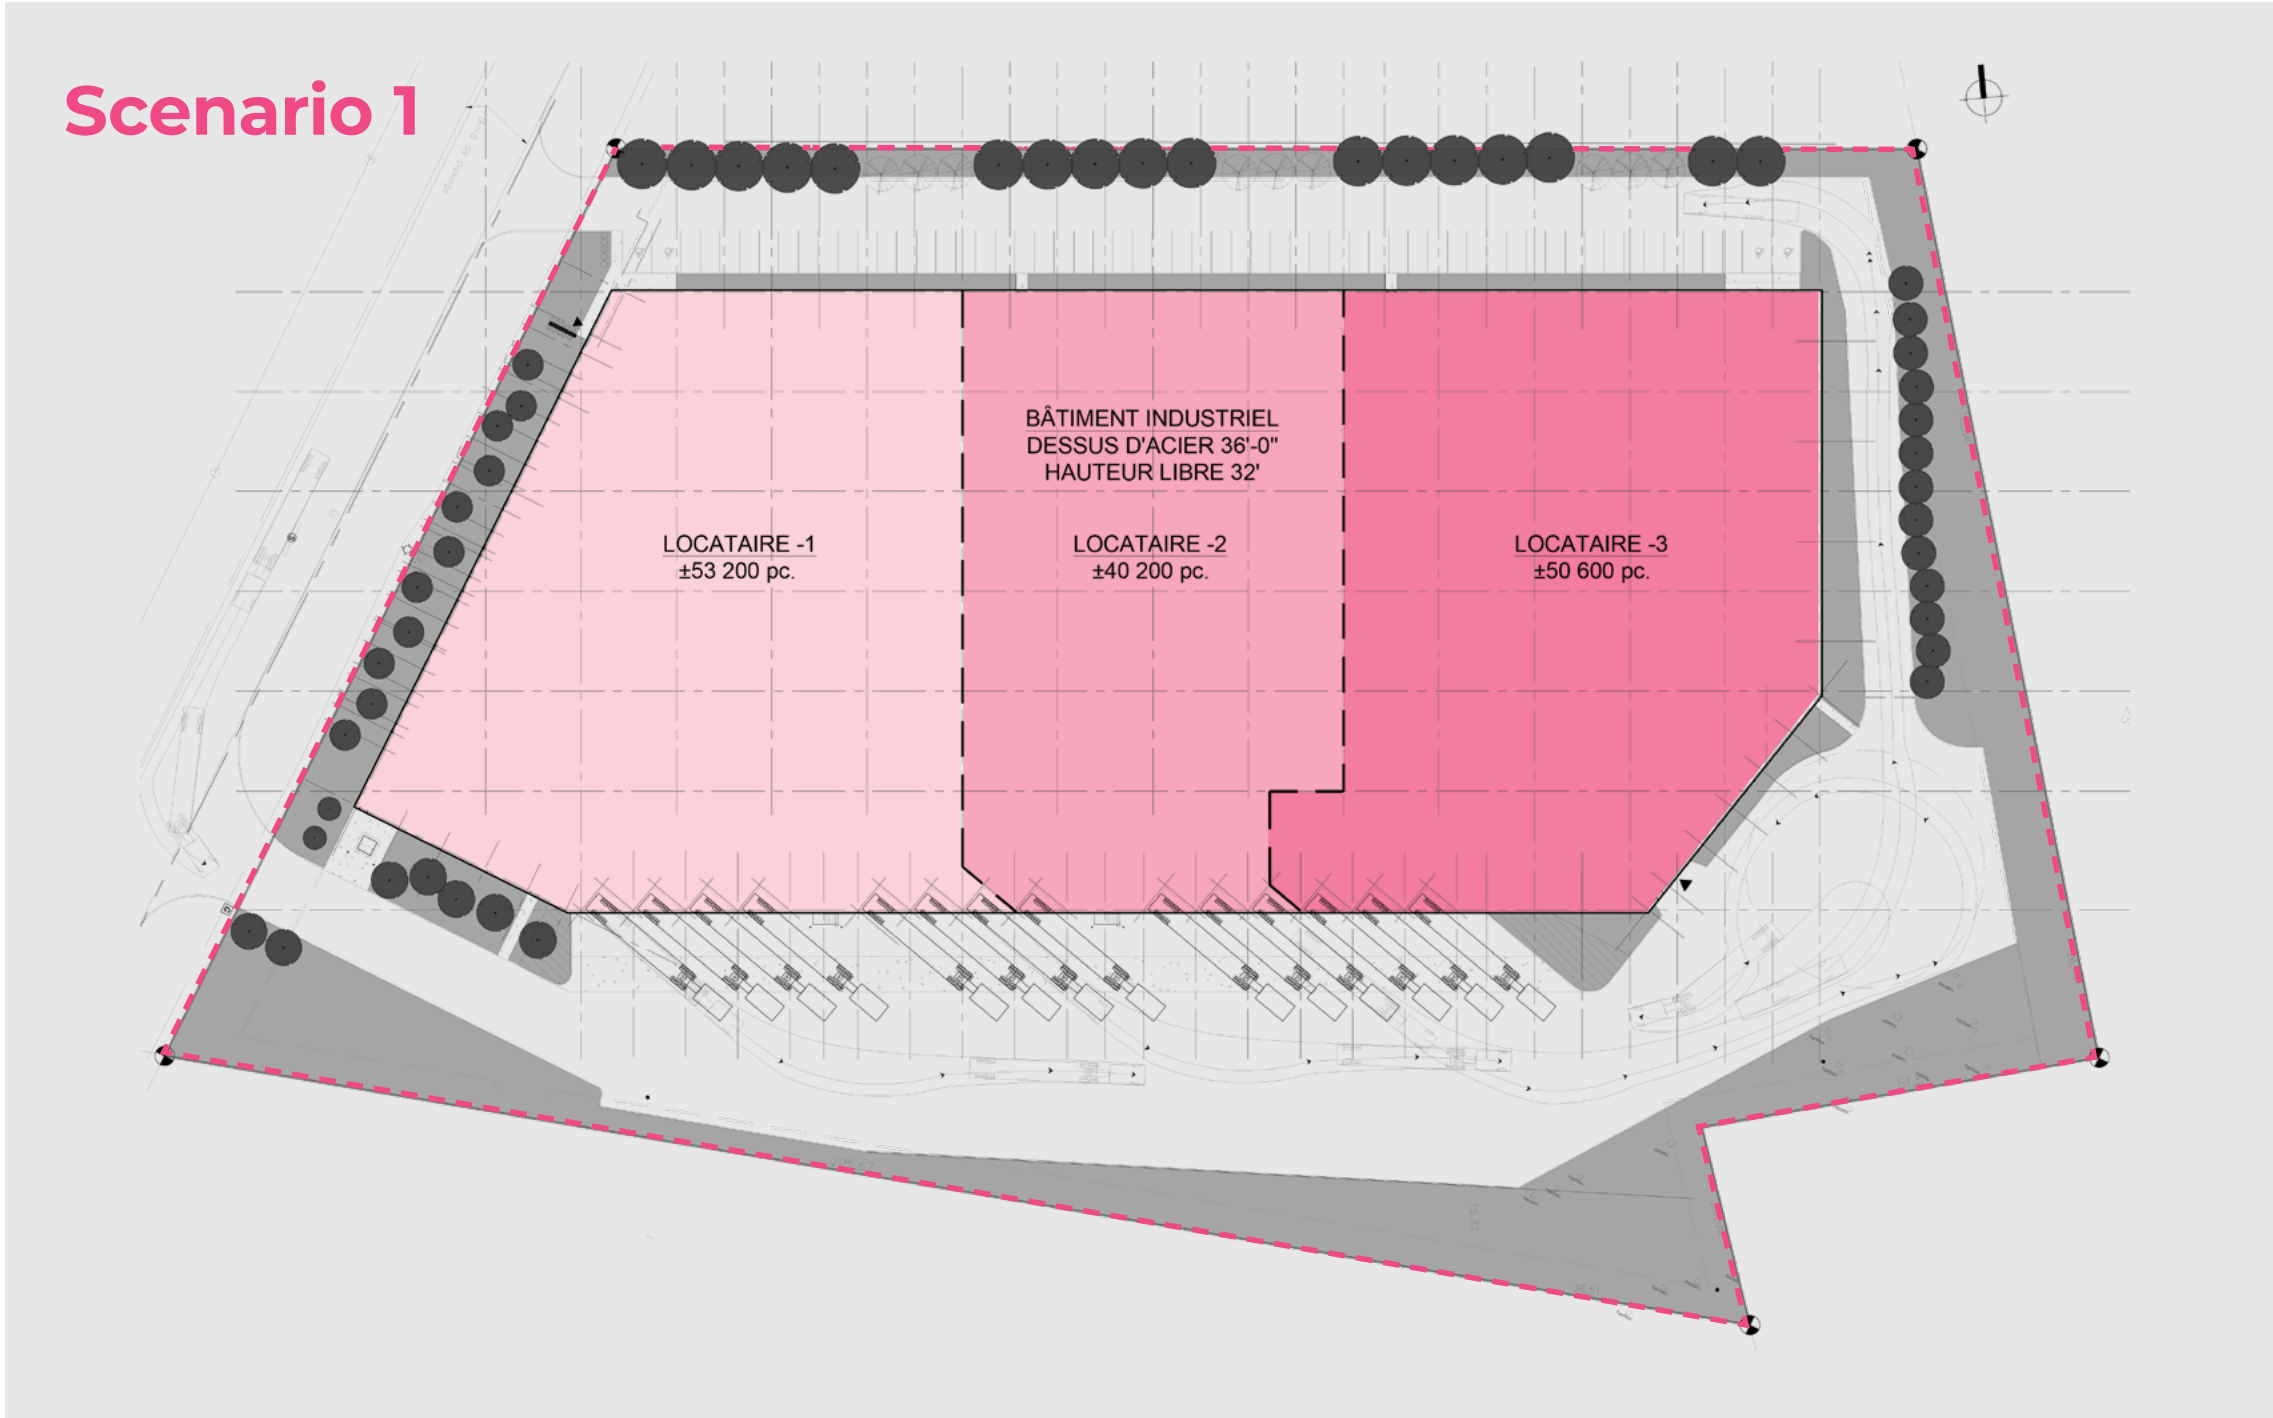 Scenario 1
BÂTIMENT INDUSTRIEL
DESSUS D'ACIER 36'-0"
HAUTEUR LIBRE 32'
LOCATAIRE -1
±53 200 pc.
LOCATAIRE -2
±40 200 pc.
LOCATAIRE -3
±50 600 pc.